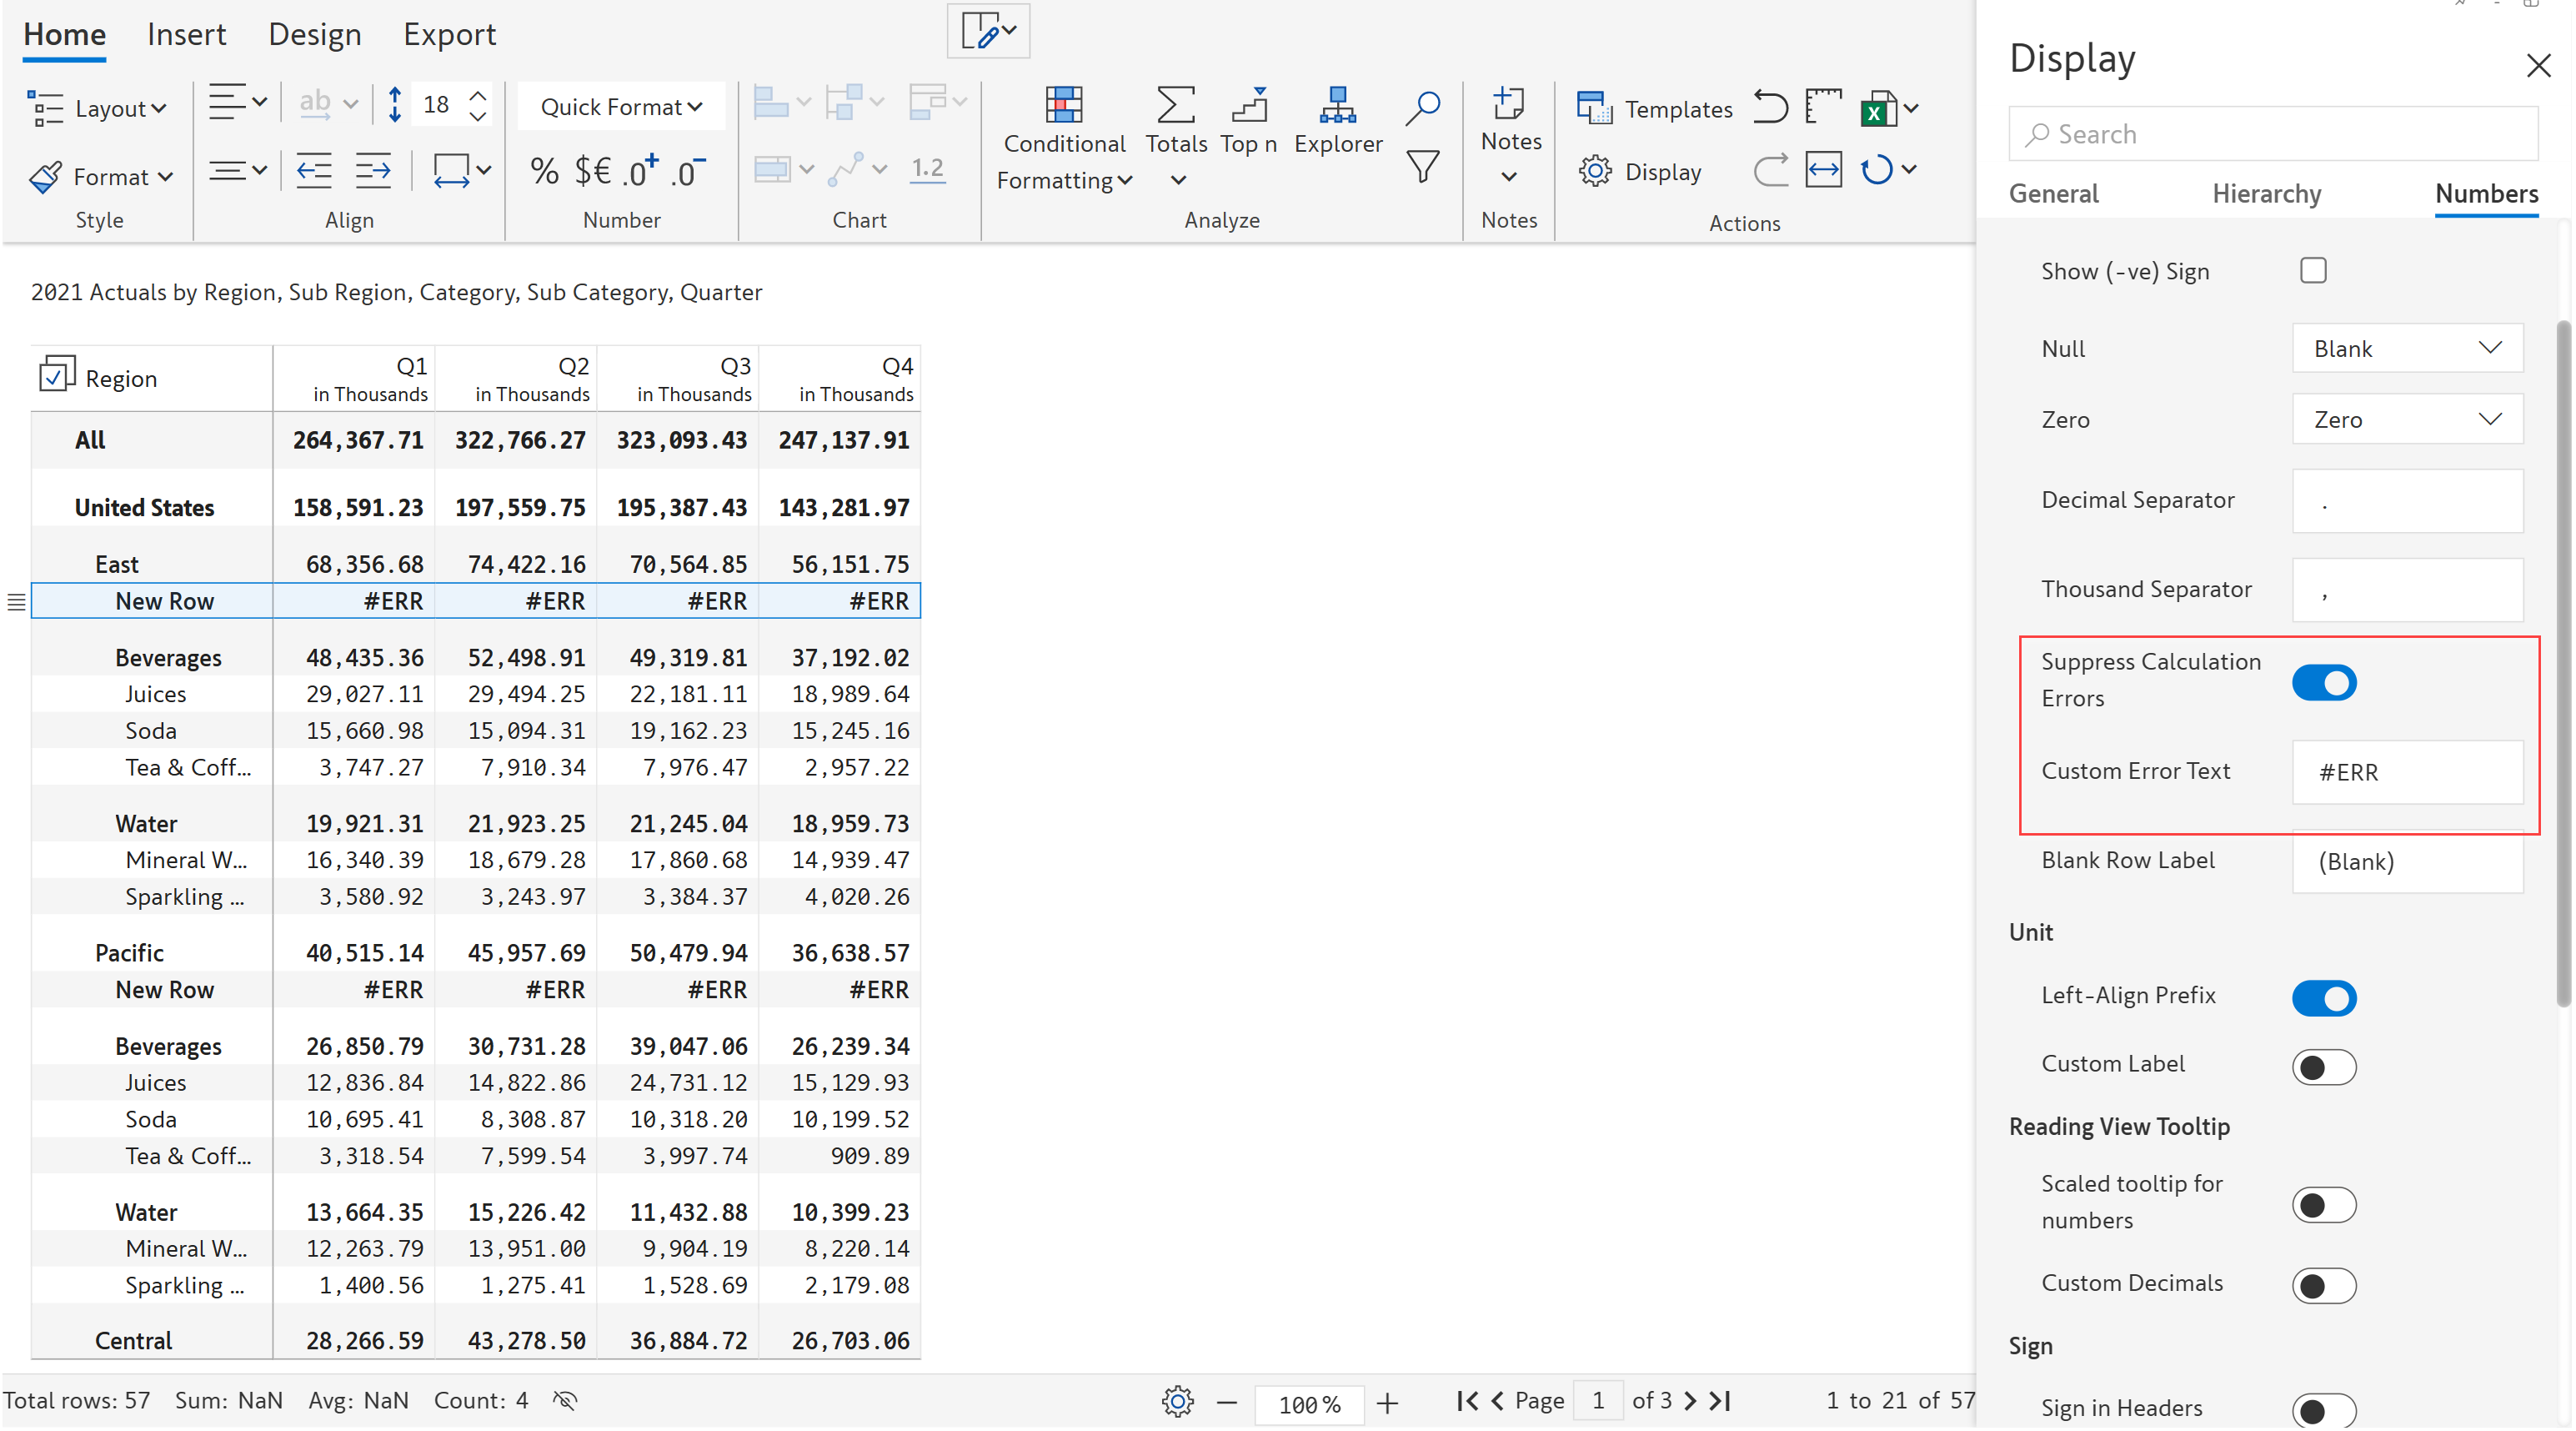 Home Insert Design Export
Layout ab 18 Quick Format
Format % $€ .0+ .0- 1.2
Conditional Formatting Totals Top n Explorer
Notes
Templates
Display
Style Align Number Chart Analyze Notes Actions
2021 Actuals by Region, Sub Region, Category, Sub Category, Quarter
Region Q1 Q2 Q3 Q4
in Thousands in Thousands in Thousands in Thousands
All 264,367.71 322,766.27 323,093.43 247,137.91
United States 158,591.23 197,559.75 195,387.43 143,281.97
East 68,356.68 74,422.16 70,564.85 56,151.75
New Row #ERR #ERR #ERR #ERR
Beverages 48,435.36 52,498.91 49,319.81 37,192.02
Juices 29,027.11 29,494.25 22,181.11 18,989.64
Soda 15,660.98 15,094.31 19,162.23 15,245.16
Tea & Coff... 3,747.27 7,910.34 7,976.47 2,957.22
Water 19,921.31 21,923.25 21,245.04 18,959.73
Mineral W... 16,340.39 18,679.28 17,860.68 14,939.47
Sparkling ... 3,580.92 3,243.97 3,384.37 4,020.26
Pacific 40,515.14 45,957.69 50,479.94 36,638.57
New Row #ERR #ERR #ERR #ERR
Beverages 26,850.79 30,731.28 39,047.06 26,239.34
Juices 12,836.84 14,822.86 24,731.12 15,129.93
Soda 10,695.41 8,308.87 10,318.20 10,199.52
Tea & Coff... 3,318.54 7,599.54 3,997.74 909.89
Water 13,664.35 15,226.42 11,432.88 10,399.23
Mineral W... 12,263.79 13,951.00 9,904.19 8,220.14
Sparkling ... 1,400.56 1,275.41 1,528.69 2,179.08
Central 28,266.59 43,278.50 36,884.72 26,703.06
Total rows: 57 Sum: NaN Avg: NaN Count: 4 100 % Page 1 of 3 1 to 21 of 57
Display
Search
General Hierarchy Numbers
Show (-ve) Sign
Null Blank
Zero Zero
Decimal Separator .
Thousand Separator ,
Suppress Calculation
Errors
Custom Error Text #ERR
Blank Row Label (Blank)
Unit
Left-Align Prefix
Custom Label
Reading View Tooltip
Scaled tooltip for
numbers
Custom Decimals
Sign
Sign in Headers